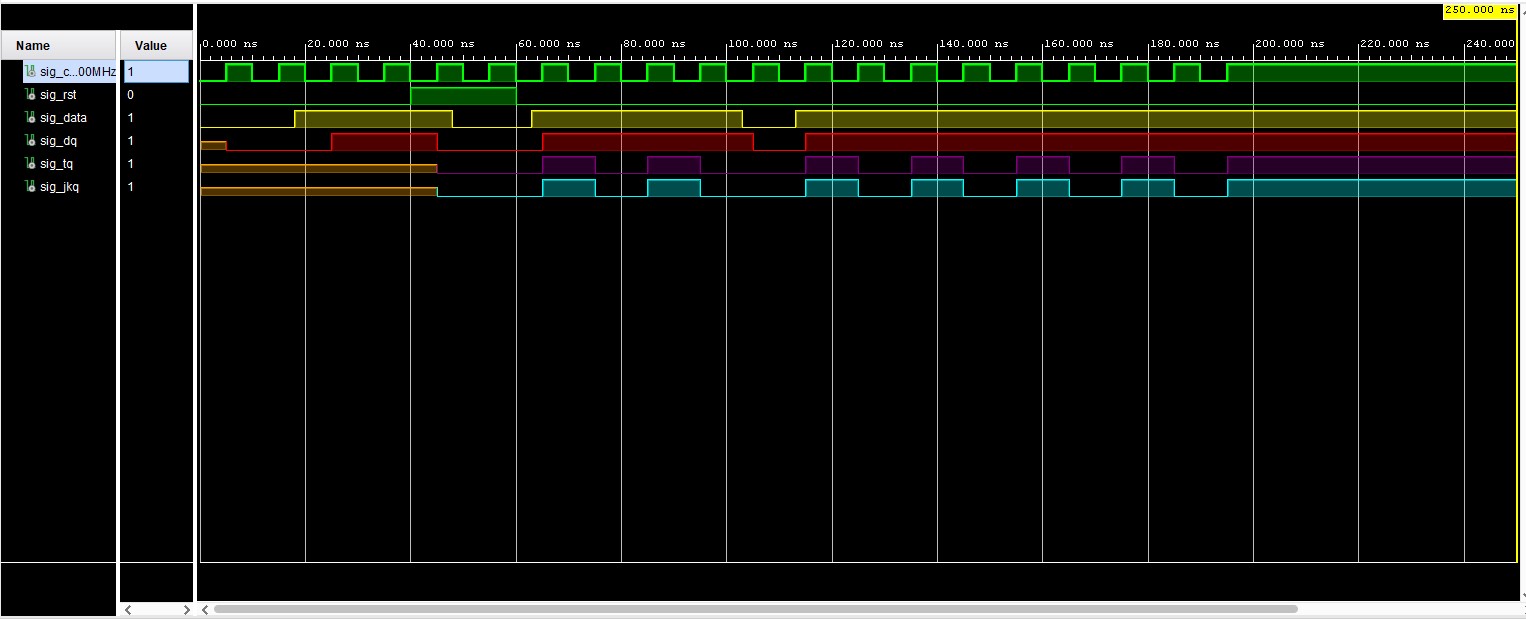 250.000 ns
Name Value
0.000 ns 20.000 ns 40.000 ns 60.000 ns 80.000 ns 100.000 ns 120.000 ns 140.000 ns 160.000 ns 180.000 ns 200.000 ns 220.000 ns 240.000
sig_c...00MHz 1
sig_rst 0
sig_data 1
sig_dq 1
sig_tq 1
sig_jkq 1